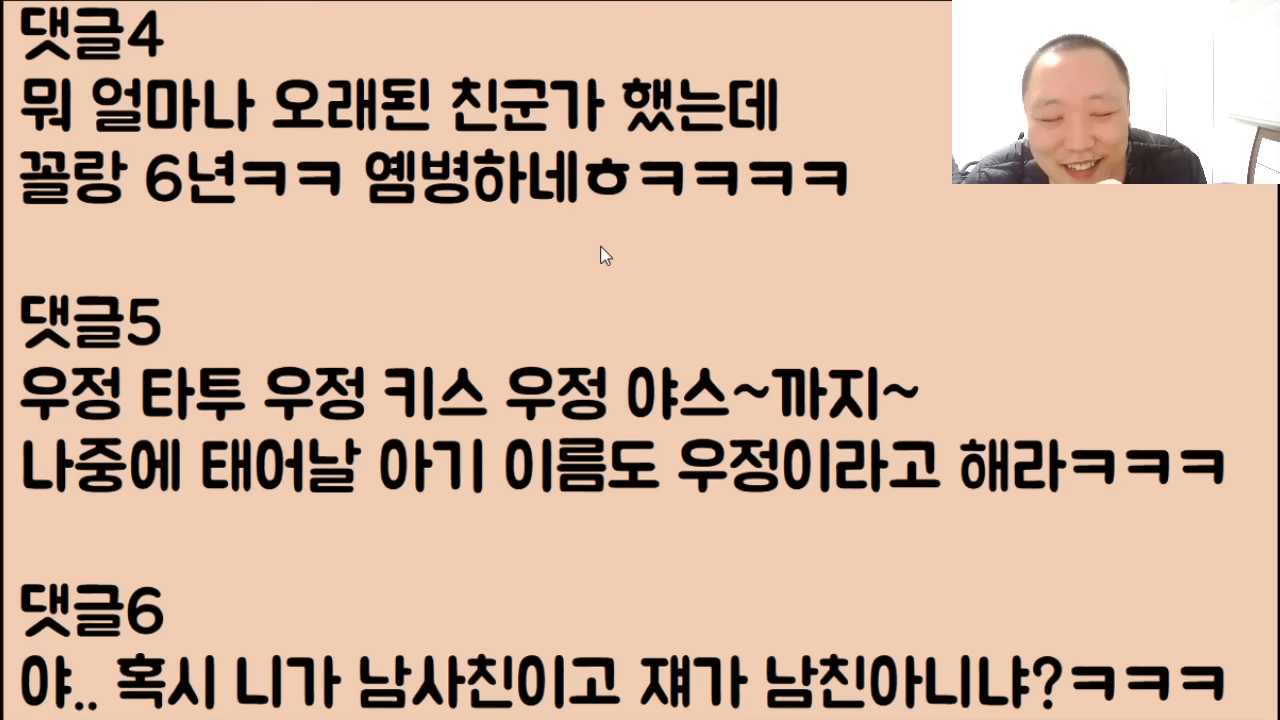 댓글4
뭐 얼마나 오래된 친군가 했는데
꼴랑 6년ㅋㅋ 옘병하네ㅎㅋㅋㅋㅋ
댓글5
우정 타투 우정 키스 우정 야스~까지~
나중에 태어날 아기 이름도 우정이라고 해라ㅋㅋㅋ
댓글6
야.. 혹시 니가 남사친이고 쟤가 남친아니냐?ㅋㅋㅋ